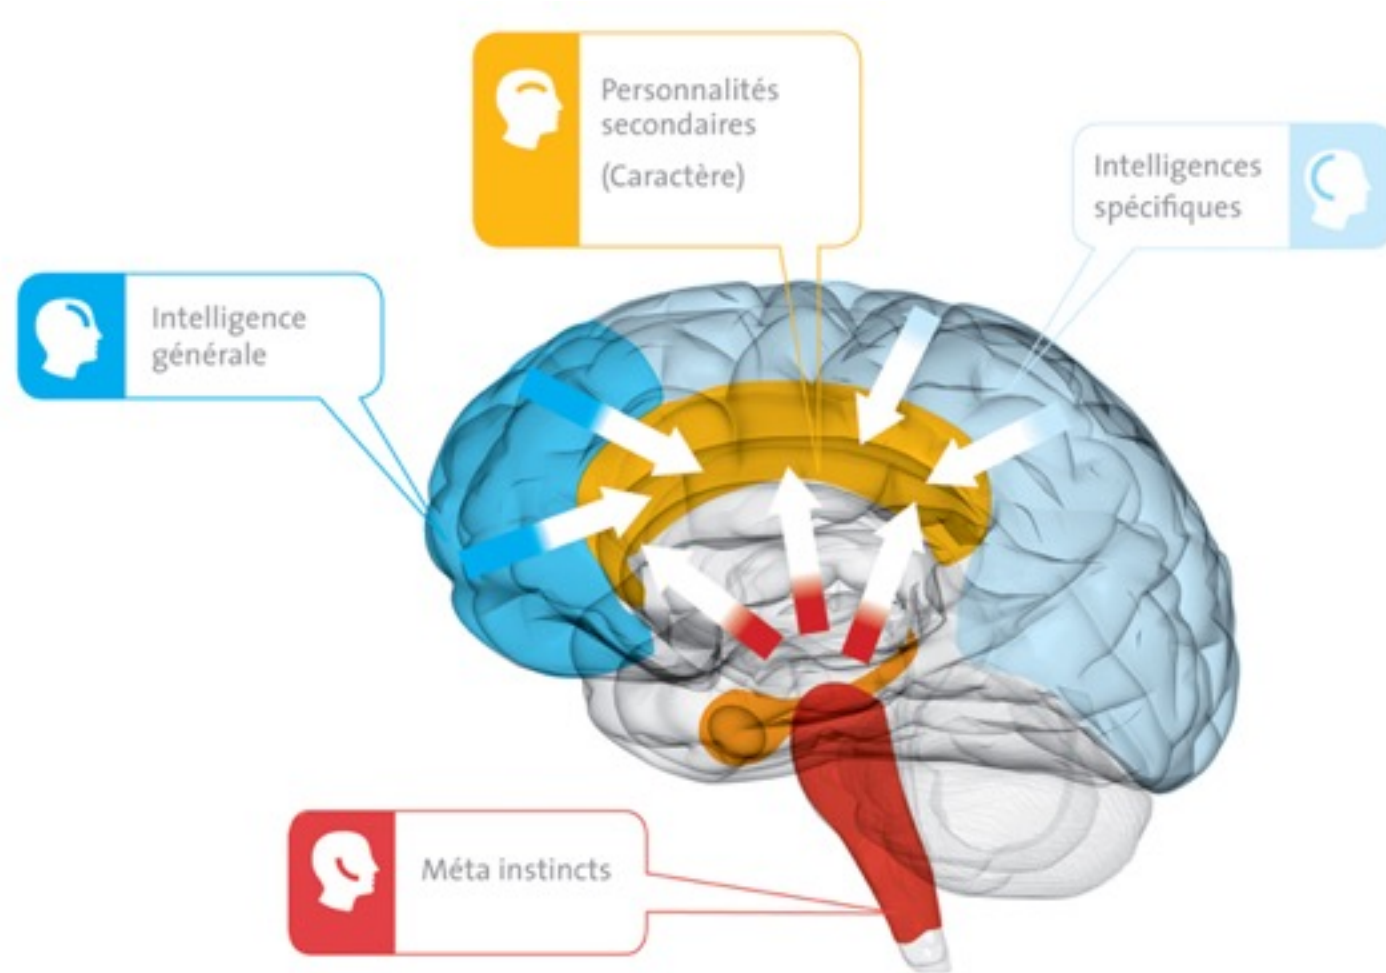 Personnalités
secondaires
(Caractère)
Intelligences
spécifiques
Intelligence
générale
Méta instincts